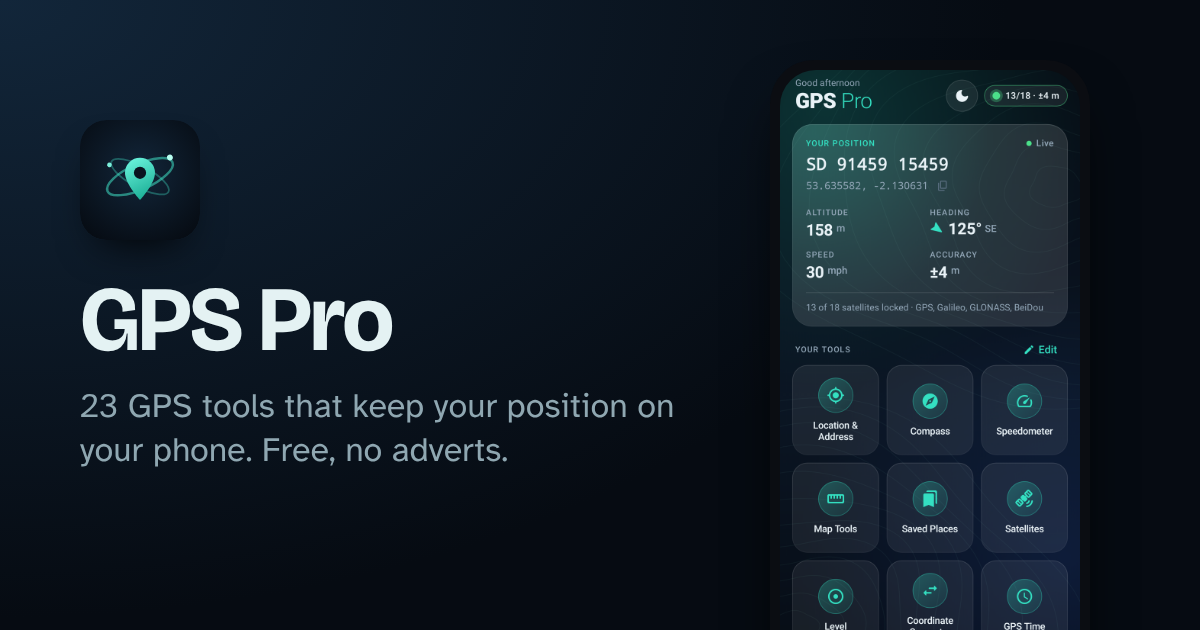 GPS Pro
23 GPS tools that keep your position on
your phone. Free, no adverts.
Good afternoon
GPS Pro
13/18 · ±4 m
YOUR POSITION
Live
SD 91459 15459
53.635582, -2.130631
ALTITUDE
HEADING
158 m
125° SE
SPEED
ACCURACY
30 mph
±4 m
13 of 18 satellites locked · GPS, Galileo, GLONASS, BeiDou
YOUR TOOLS
Edit
Location &
Address
Compass
Speedometer
Map Tools
Saved Places
Satellites
Level
Coordinate
GPS Time